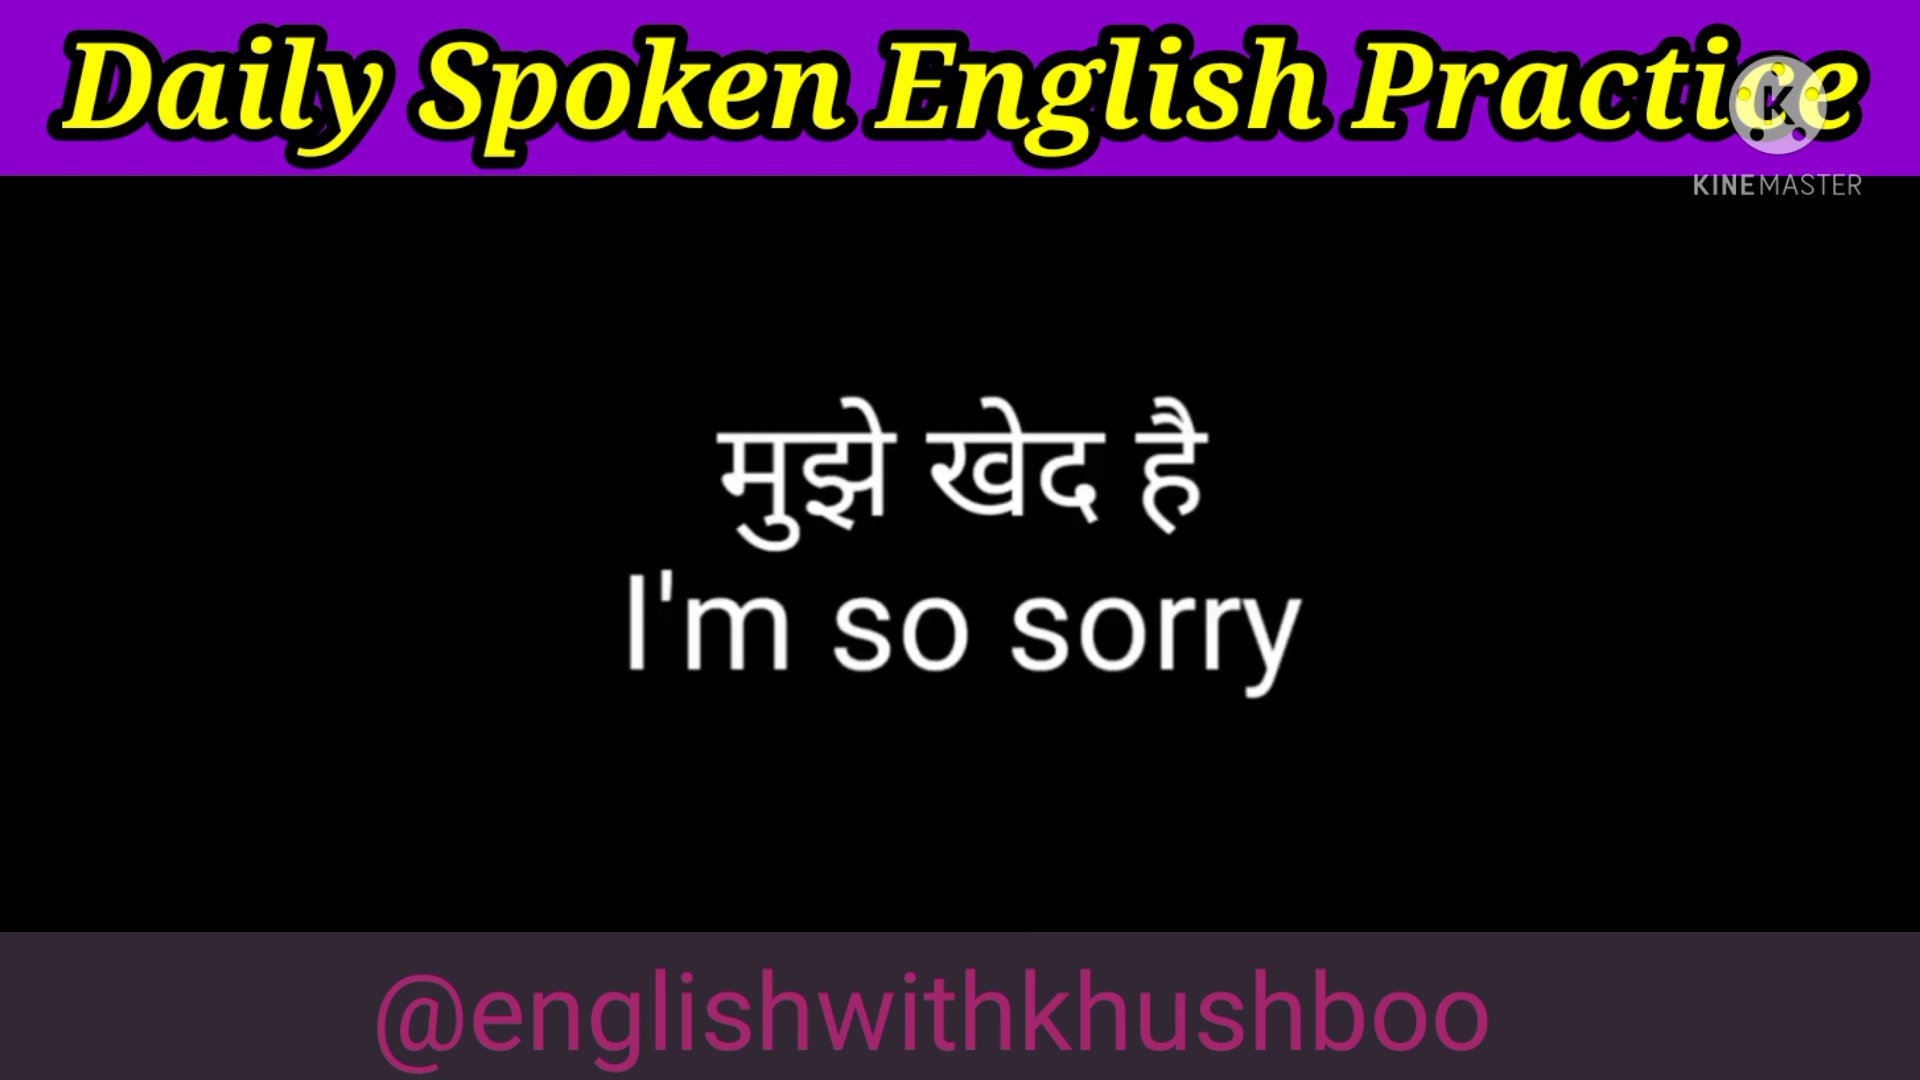 Daily Spoken English Practice
KINEMASTER
मुझे खेद है
I'm so sorry
@englishwithkhushboo